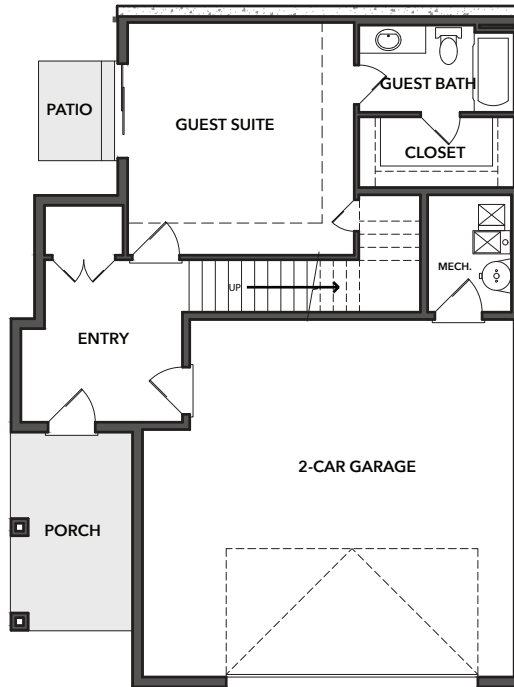 GUEST BATH
PATIO
GUEST SUITE
CLOSET
MECH.
UP
ENTRY
2-CAR GARAGE
PORCH